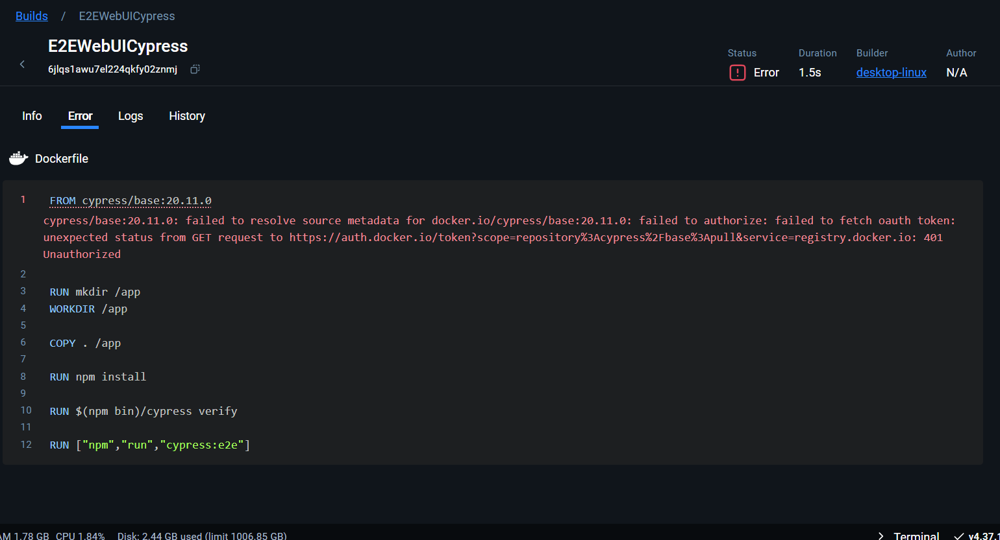 Builds / E2EWebUICypress
E2EWebUICypress
6jlqs1awu7el224qkfy02znmj
Status Duration Builder Author
Error 1.5s desktop-linux N/A
Info Error Logs History
Dockerfile
1 FROM cypress/base:20.11.0
cypress/base:20.11.0: failed to resolve source metadata for docker.io/cypress/base:20.11.0: failed to authorize: failed to fetch oauth token:
unexpected status from GET request to https://auth.docker.io/token?scope=repository%3Acypress%2Fbase%3Apull&service=registry.docker.io: 401
Unauthorized
2
3 RUN mkdir /app
4 WORKDIR /app
5
6 COPY . /app
7
8 RUN npm install
9
10 RUN $(npm bin)/cypress verify
11
12 RUN ["npm","run","cypress:e2e"]
AM 1.78 GB CPU 1.84% Disk: 2.44 GB used (limit 1006.85 GB) Terminal v4.37.1